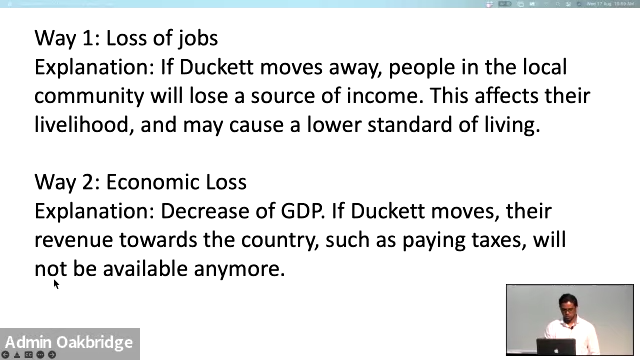 Way 1: Loss of jobs
Explanation: If Duckett moves away, people in the local
community will lose a source of income. This affects their
livelihood, and may cause a lower standard of living.
Way 2: Economic Loss
Explanation: Decrease of GDP. If Duckett moves, their
revenue towards the country, such as paying taxes, will
not be available anymore.
Admin Oakbridge